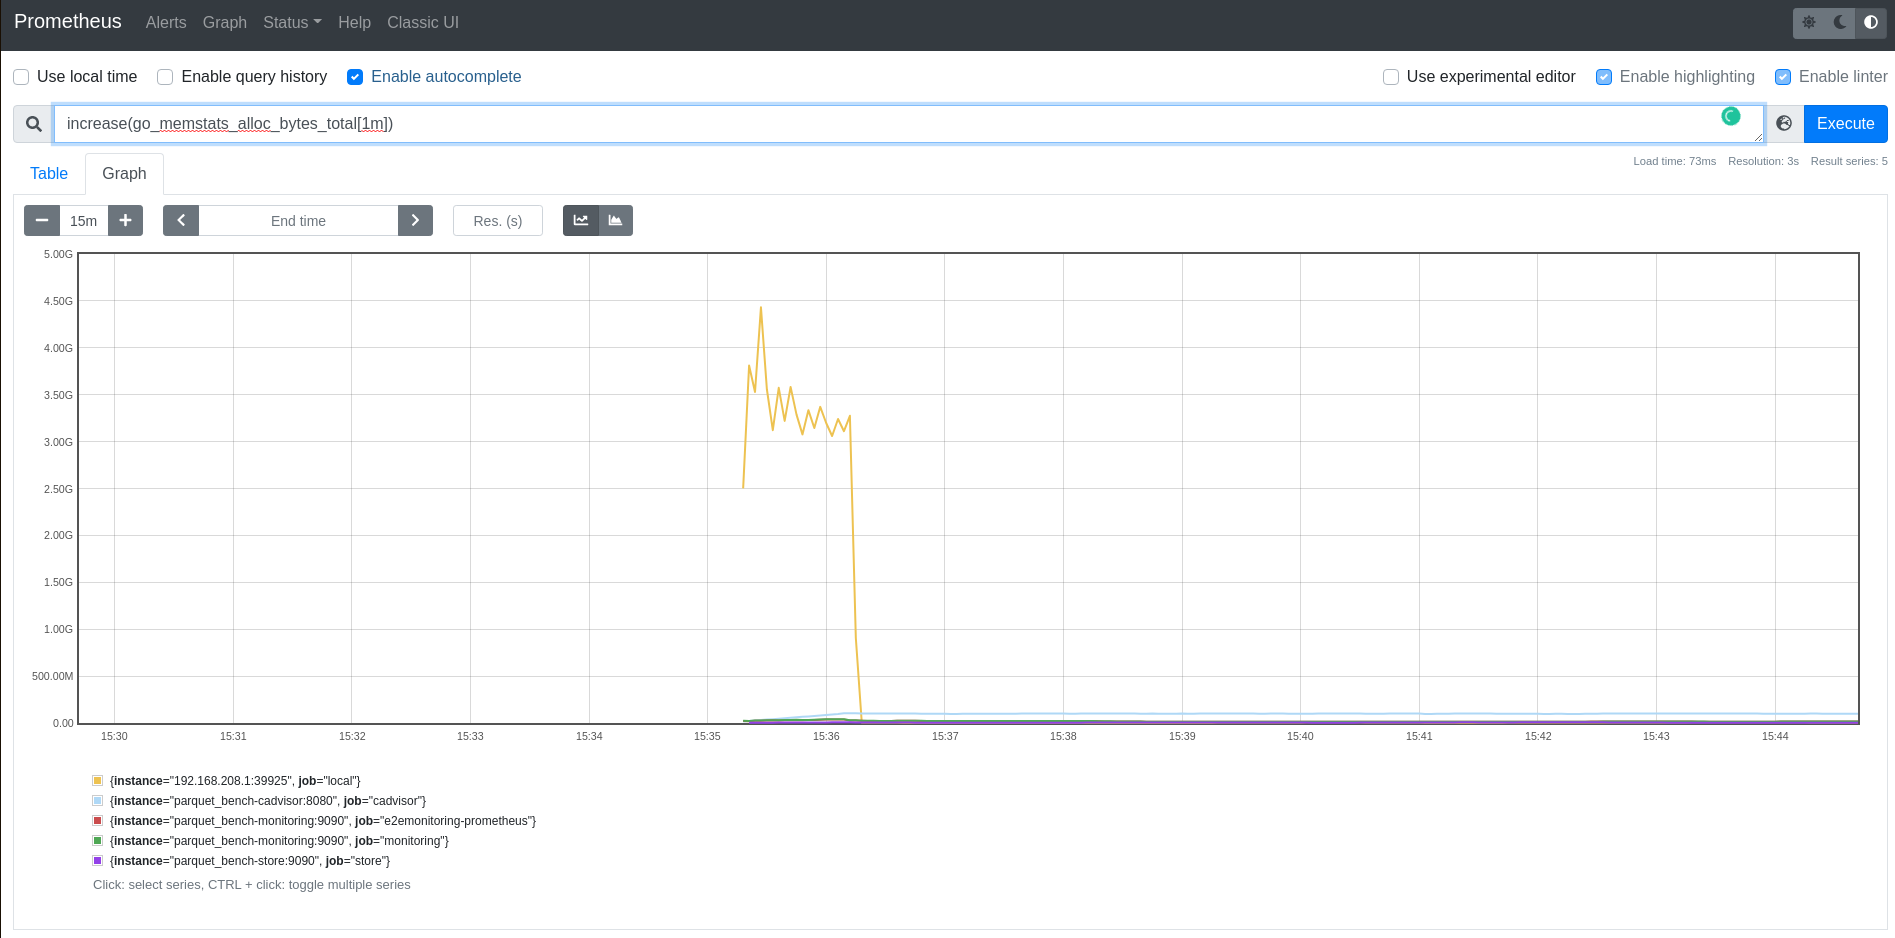 Prometheus Alerts Graph Status Help Classic UI
Use local time Enable query history Enable autocomplete Use experimental editor Enable highlighting Enable linter
increase(go_memstats_alloc_bytes_total[1m]) Execute
Load time: 73ms Resolution: 3s Result series: 5
Table Graph
15m End time Res. (s)
5.00G
4.50G
4.00G
3.50G
3.00G
2.50G
2.00G
1.50G
1.00G
500.00M
0.00
15:30 15:31 15:32 15:33 15:34 15:35 15:36 15:37 15:38 15:39 15:40 15:41 15:42 15:43 15:44
{instance="192.168.208.1:39925", job="local"}
{instance="parquet_bench-cadvisor:8080", job="cadvisor"}
{instance="parquet_bench-monitoring:9090", job="e2emonitoring-prometheus"}
{instance="parquet_bench-monitoring:9090", job="monitoring"}
{instance="parquet_bench-store:9090", job="store"}
Click: select series, CTRL + click: toggle multiple series